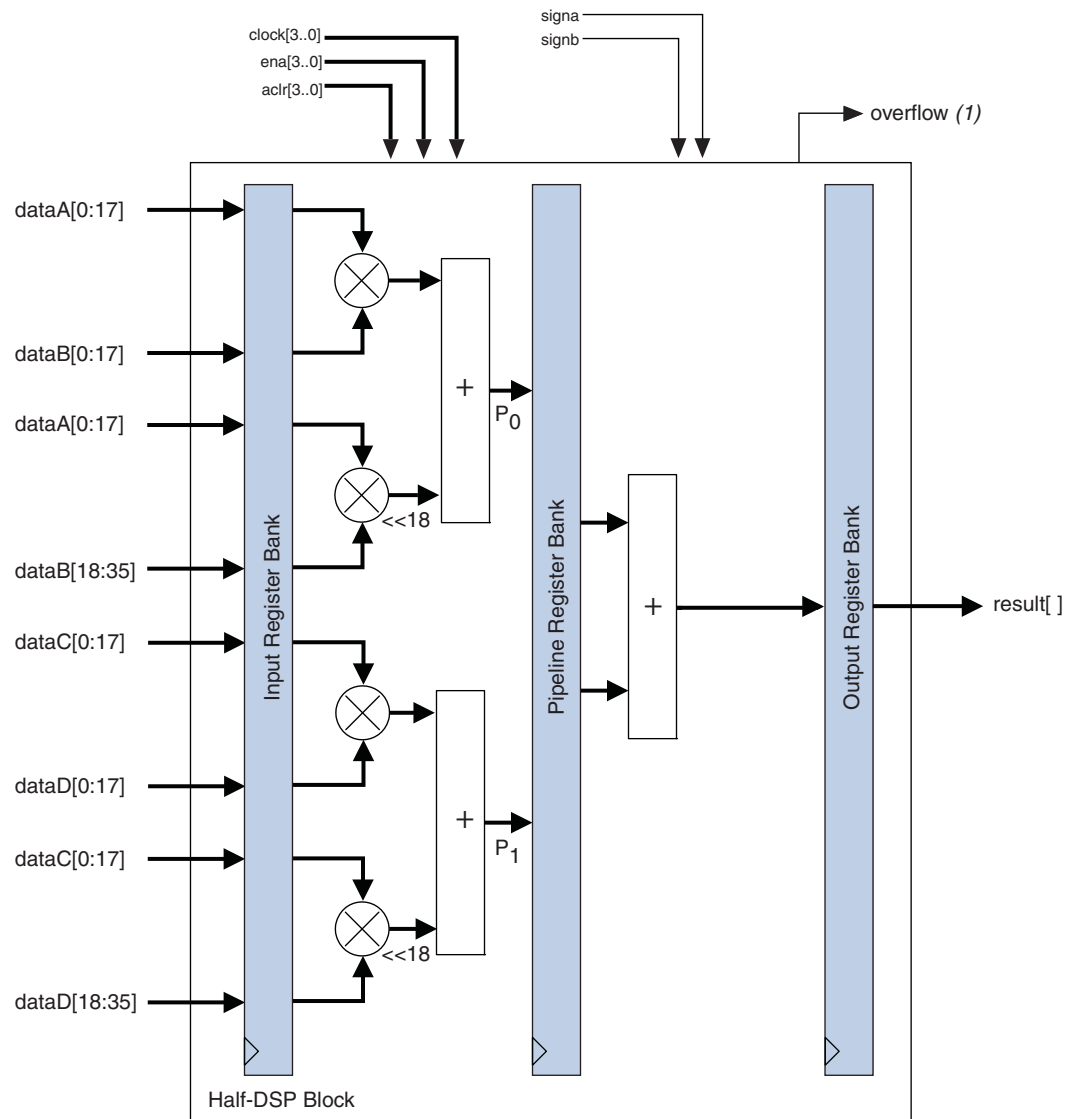 clock[3..0]
ena[3..0]
aclr[3..0]
signa
signb
overflow (1)
dataA[0:17]
dataB[0:17]
dataA[0:17]
dataB[18:35]
dataC[0:17]
dataD[0:17]
dataC[0:17]
dataD[18:35]
Input Register Bank
<<18
<<18
+
P0
+
P1
Pipeline Register Bank
+
Output Register Bank
result[ ]
Half-DSP Block